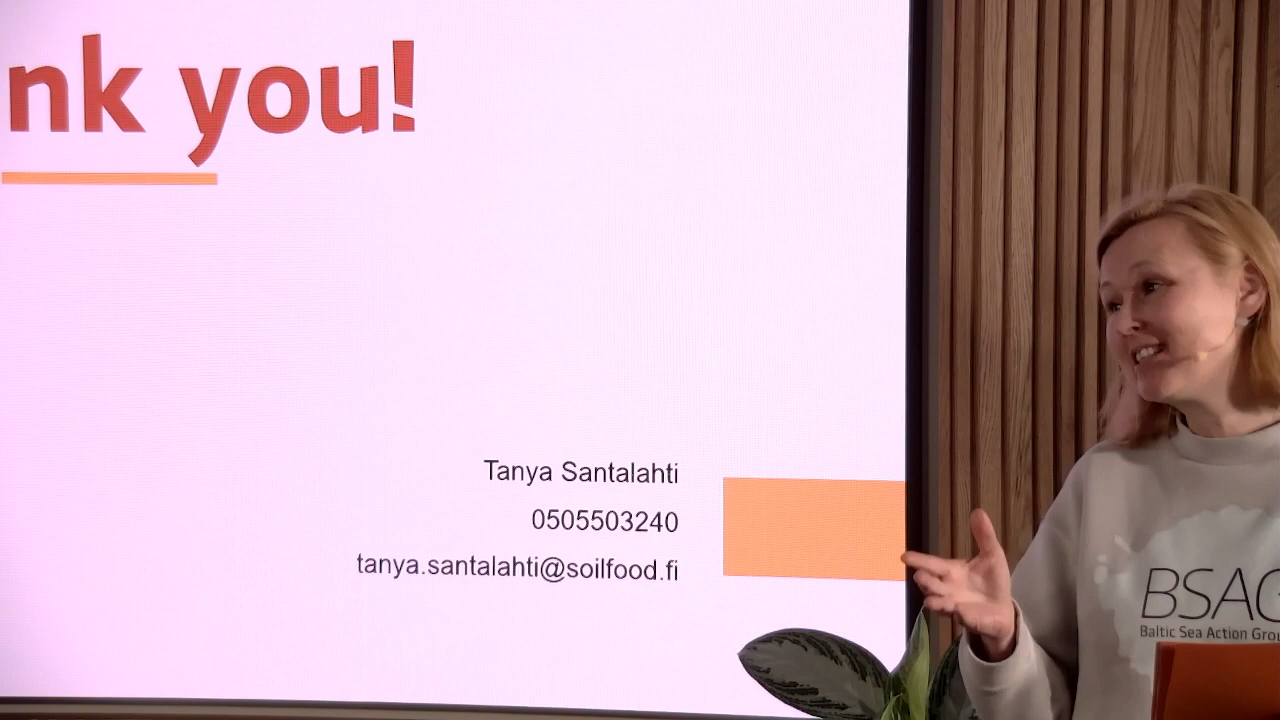 nk you!
Tanya Santalahti
0505503240
tanya.santalahti@soilfood.fi
BSAG
Baltic Sea Action Grou